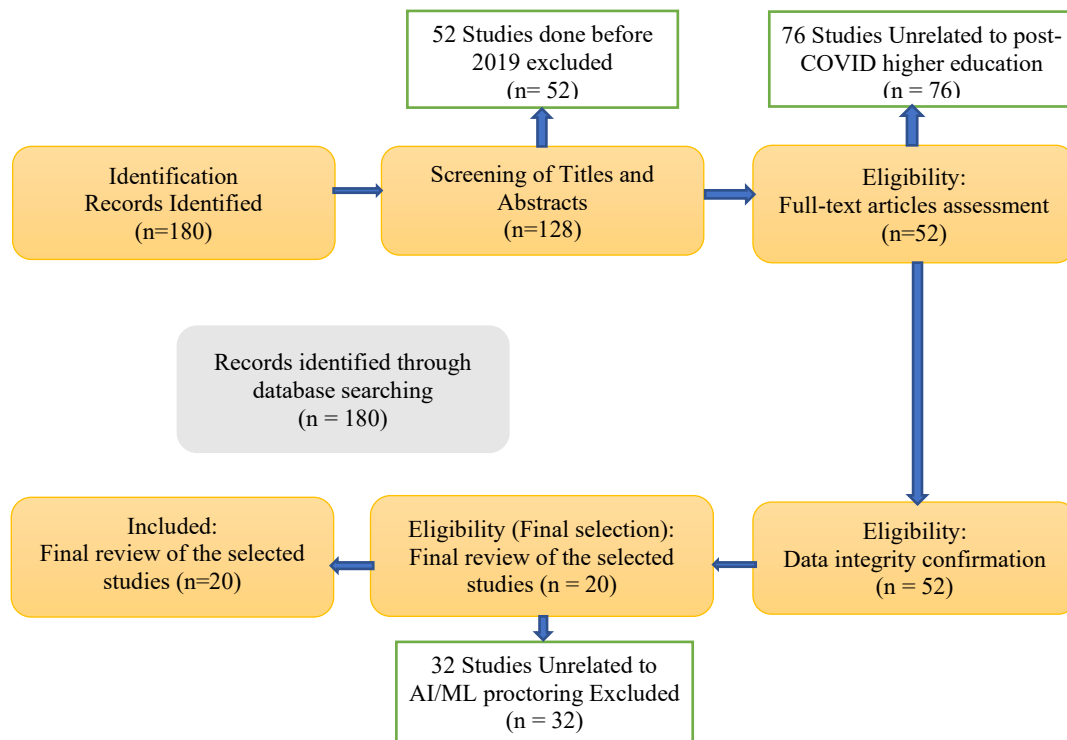 52 Studies done before
2019 excluded
(n= 52)
76 Studies Unrelated to post-
COVID higher education
(n = 76)
Identification
Records Identified
(n=180)
Screening of Titles and
Abstracts
(n=128)
Eligibility:
Full-text articles assessment
(n=52)
Records identified through
database searching
(n = 180)
Included:
Final review of the selected
studies (n=20)
Eligibility (Final selection):
Final review of the selected
studies (n = 20)
Eligibility:
Data integrity confirmation
(n = 52)
32 Studies Unrelated to
AI/ML proctoring Excluded
(n = 32)